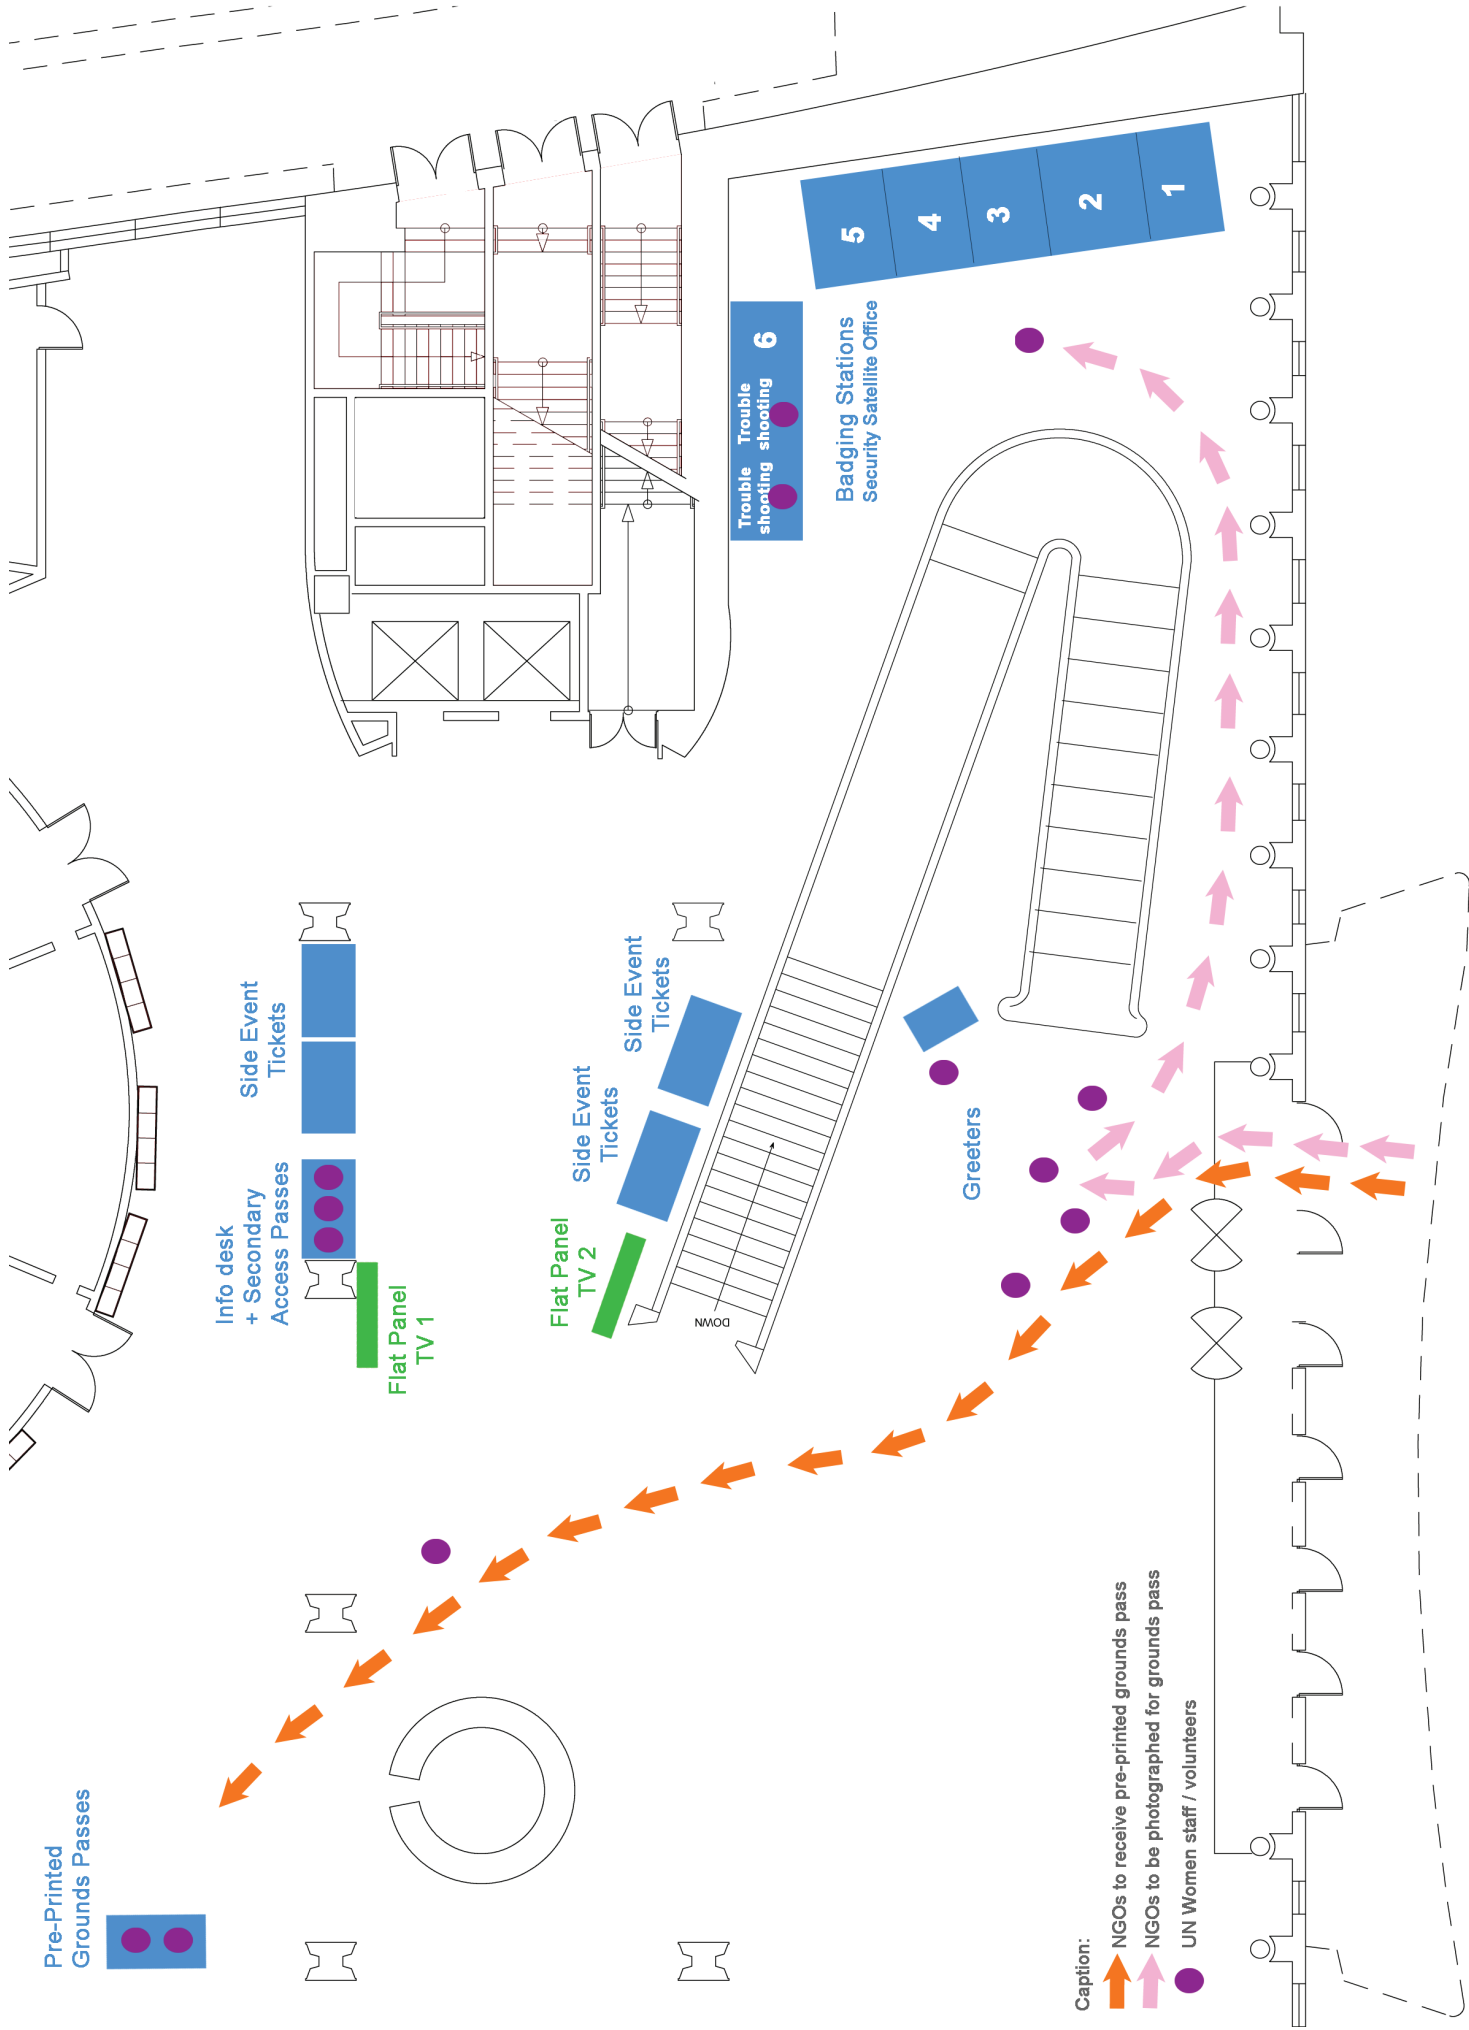 Pre-Printed
Grounds Passes
Info desk
+ Secondary
Access Passes
Side Event
Tickets
Flat Panel
TV 1
Flat Panel
TV 2
Side Event
Tickets
Side Event
Tickets
DOWN
Trouble
shooting
Trouble
shooting
6
Badging Stations
Security Satellite Office
5
4
3
2
1
Greeters
Caption:
NGOs to receive pre-printed grounds pass
NGOs to be photographed for grounds pass
UN Women staff / volunteers